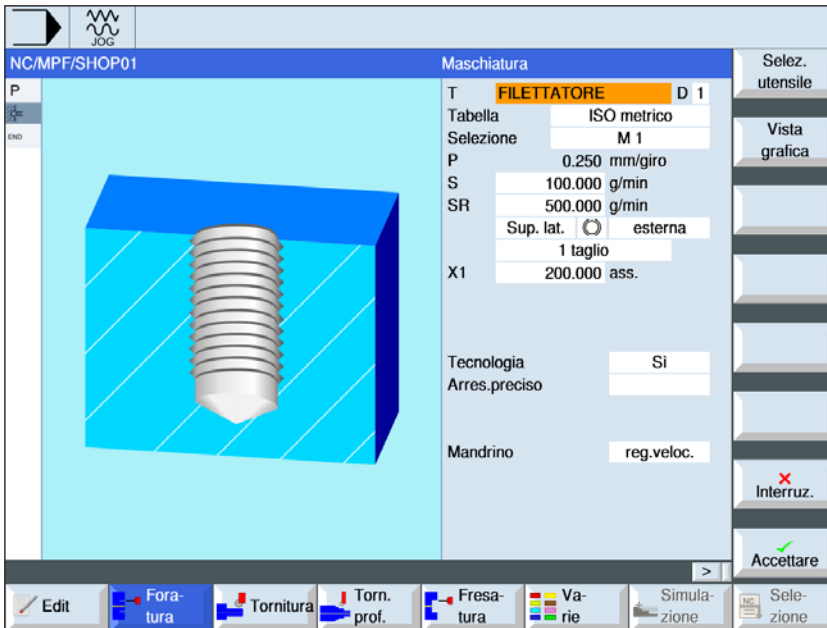 JOG
NC/MPF/SHOP01
Maschiatura
Selez. utensile
P
END
T FILETTATORE D 1
Tabella ISO metrico
Selezione M 1
P 0.250 mm/giro
S 100.000 g/min
SR 500.000 g/min
Sup. lat. esterna
1 taglio
X1 200.000 ass.
Tecnologia Sì
Arres.preciso
Mandrino reg.veloc.
Vista grafica
Interruz.
Accettare
>
Edit
Fora-
tura
Tornitura
Torn.
prof.
Fresa-
tura
Va-
rie
Simula-
zione
NC
Sele-
zione